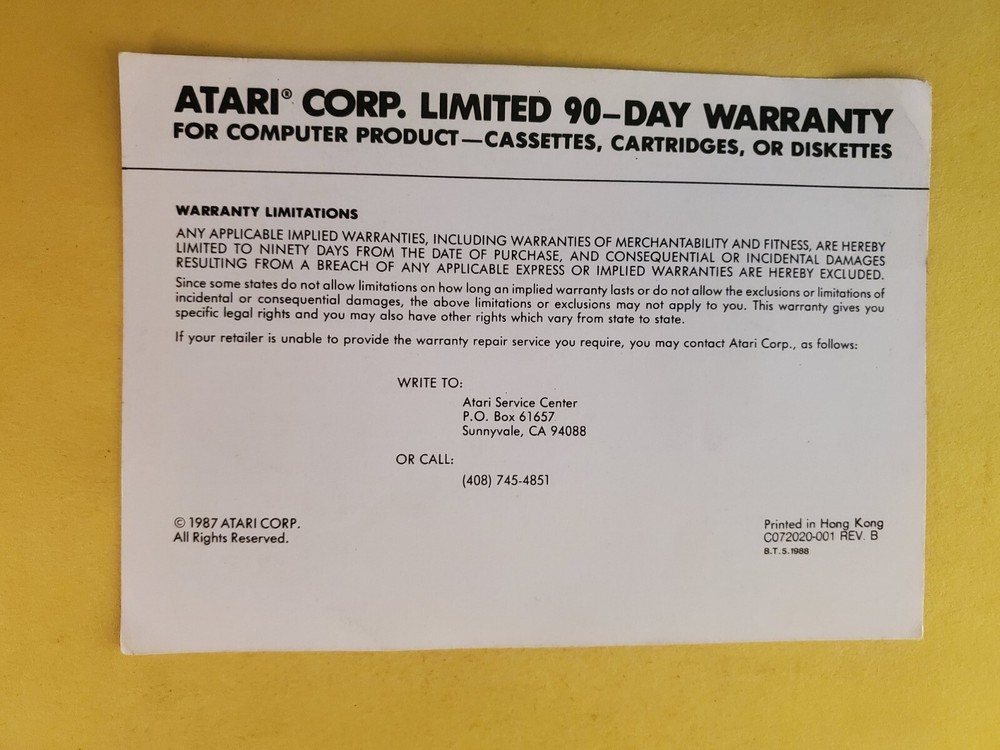 ATARI® CORP. LIMITED 90–DAY WARRANTY
FOR COMPUTER PRODUCT—CASSETTES, CARTRIDGES, OR DISKETTES
WARRANTY LIMITATIONS
ANY APPLICABLE IMPLIED WARRANTIES, INCLUDING WARRANTIES OF MERCHANTABILITY AND FITNESS, ARE HEREBY
LIMITED TO NINETY DAYS FROM THE DATE OF PURCHASE, AND CONSEQUENTIAL OR INCIDENTAL DAMAGES
RESULTING FROM A BREACH OF ANY APPLICABLE EXPRESS OR IMPLIED WARRANTIES ARE HEREBY EXCLUDED.
Since some states do not allow limitations on how long an implied warranty lasts or do not allow the exclusions or limitations of
incidental or consequential damages, the above limitations or exclusions may not apply to you. This warranty gives you
specific legal rights and you may also have other rights which vary from state to state.
If your retailer is unable to provide the warranty repair service you require, you may contact Atari Corp., as follows:
WRITE TO:
Atari Service Center
P.O. Box 61657
Sunnyvale, CA 94088
OR CALL:
(408) 745-4851
© 1987 ATARI CORP.
All Rights Reserved.
Printed in Hong Kong
C072020-001 REV. B
B.T.5.1988